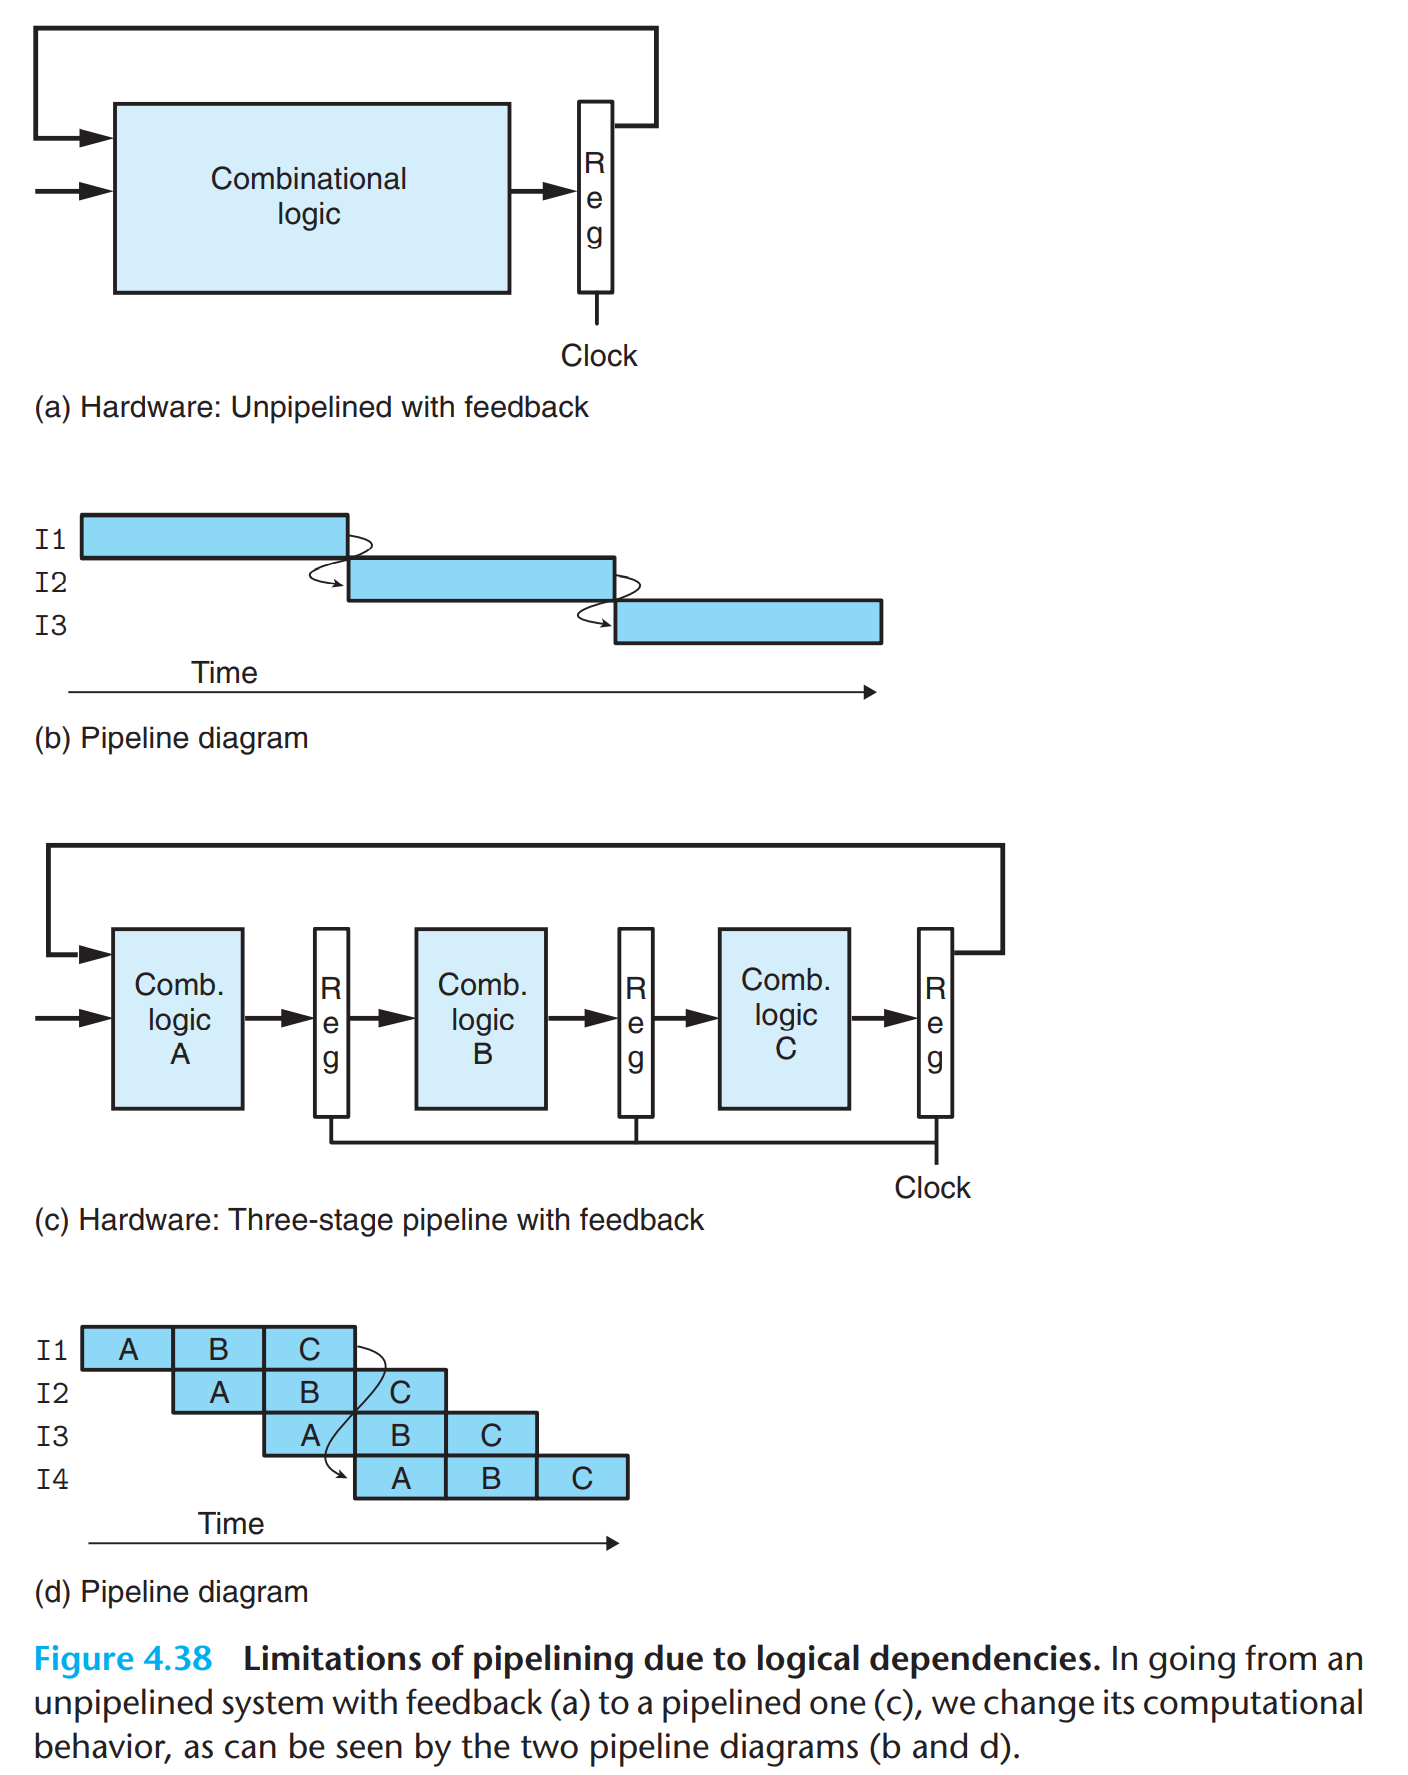 Combinational
logic
R
e
g
Clock
(a) Hardware: Unpipelined with feedback
I1
I2
I3
Time
(b) Pipeline diagram
Comb.
logic
A
R
e
g
Comb.
logic
B
R
e
g
Comb.
logic
C
R
e
g
Clock
(c) Hardware: Three-stage pipeline with feedback
I1 A B C
I2 A B C
I3 A B C
I4 A B C
Time
(d) Pipeline diagram
Figure 4.38 Limitations of pipelining due to logical dependencies. In going from an
unpipelined system with feedback (a) to a pipelined one (c), we change its computational
behavior, as can be seen by the two pipeline diagrams (b and d).